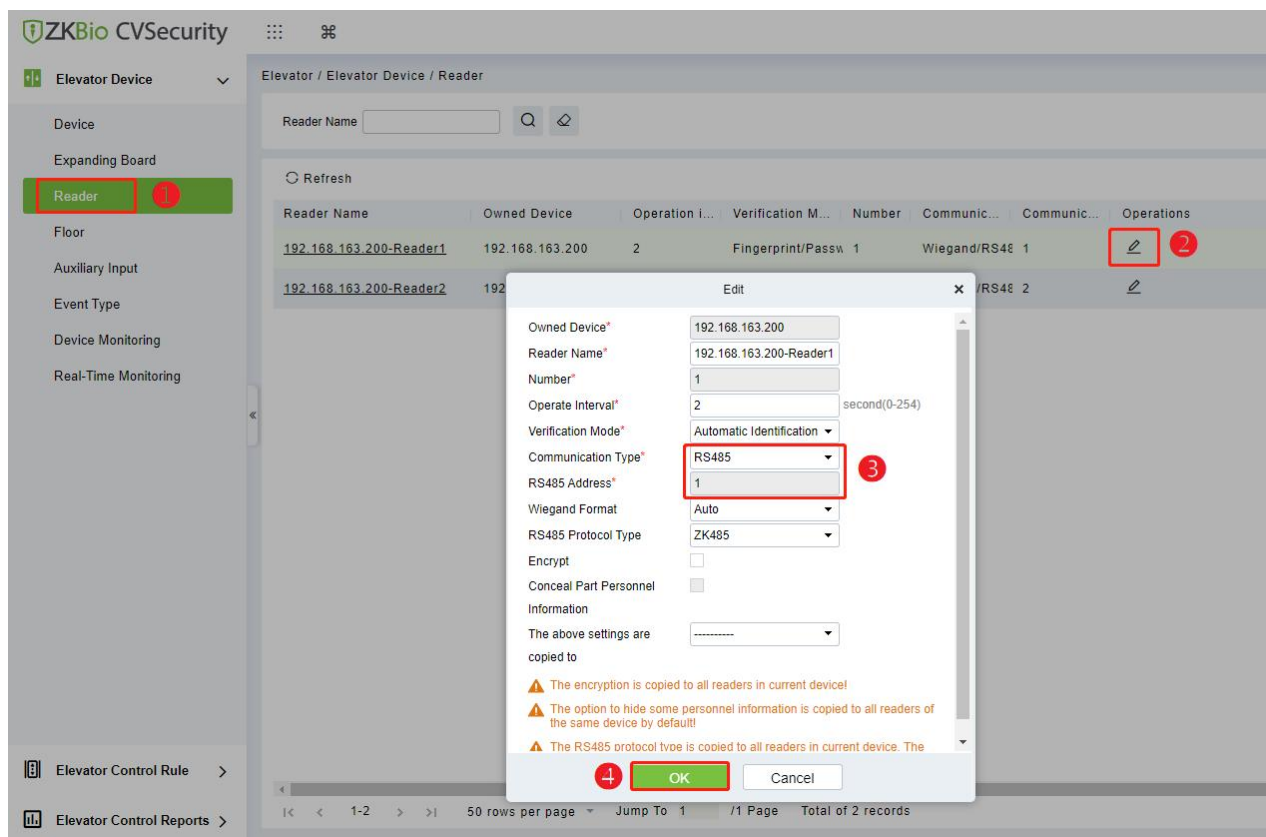 ZKBio CVSecurity
Elevator Device
Elevator / Elevator Device / Reader
Device
Expanding Board
Reader 1
Floor
Auxiliary Input
Event Type
Device Monitoring
Real-Time Monitoring
Elevator Control Rule
Elevator Control Reports
Reader Name
Refresh
Reader Name Owned Device Operation i... Verification M... Number Communic... Communic... Operations
192.168.163.200-Reader1 192.168.163.200 2 Fingerprint/Passw 1 Wiegand/RS48 1 2
192.168.163.200-Reader2 192 /RS48 2
Edit
Owned Device* 192.168.163.200
Reader Name* 192.168.163.200-Reader1
Number* 1
Operate Interval* 2 second(0-254)
Verification Mode* Automatic Identification
Communication Type* RS485
3
RS485 Address* 1
Wiegand Format Auto
RS485 Protocol Type ZK485
Encrypt
Conceal Part Personnel
Information
The above settings are ----------
copied to
The encryption is copied to all readers in current device!
The option to hide some personnel information is copied to all readers of
the same device by default!
The RS485 protocol type is copied to all readers in current device. The
4 OK Cancel
1-2 50 rows per page Jump To 1 /1 Page Total of 2 records